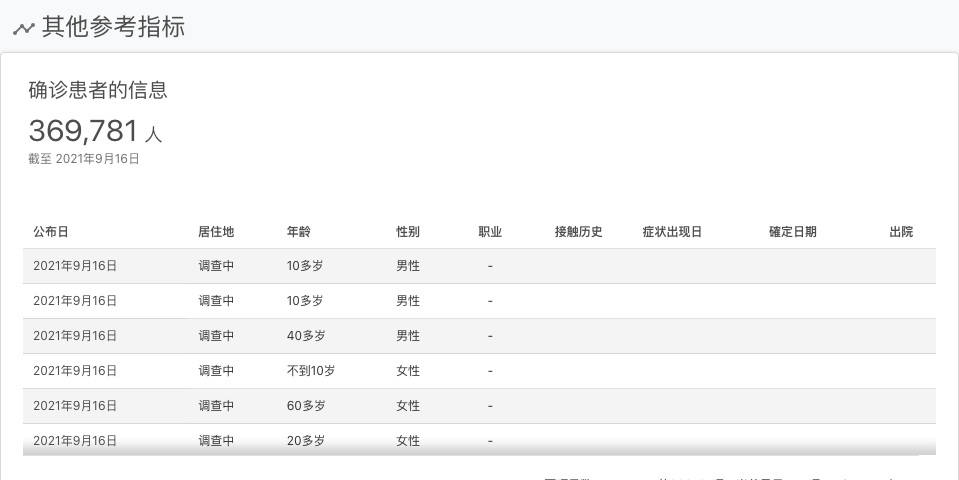 其他参考指标
确诊患者的信息
369,781 人
截至 2021年9月16日
公布日 居住地 年龄 性别 职业 接触历史 症状出现日 確定日期 出院
2021年9月16日 调查中 10多岁 男性 -
2021年9月16日 调查中 10多岁 男性 -
2021年9月16日 调查中 40多岁 男性 -
2021年9月16日 调查中 不到10岁 女性 -
2021年9月16日 调查中 60多岁 女性 -
2021年9月16日 调查中 20多岁 女性 -